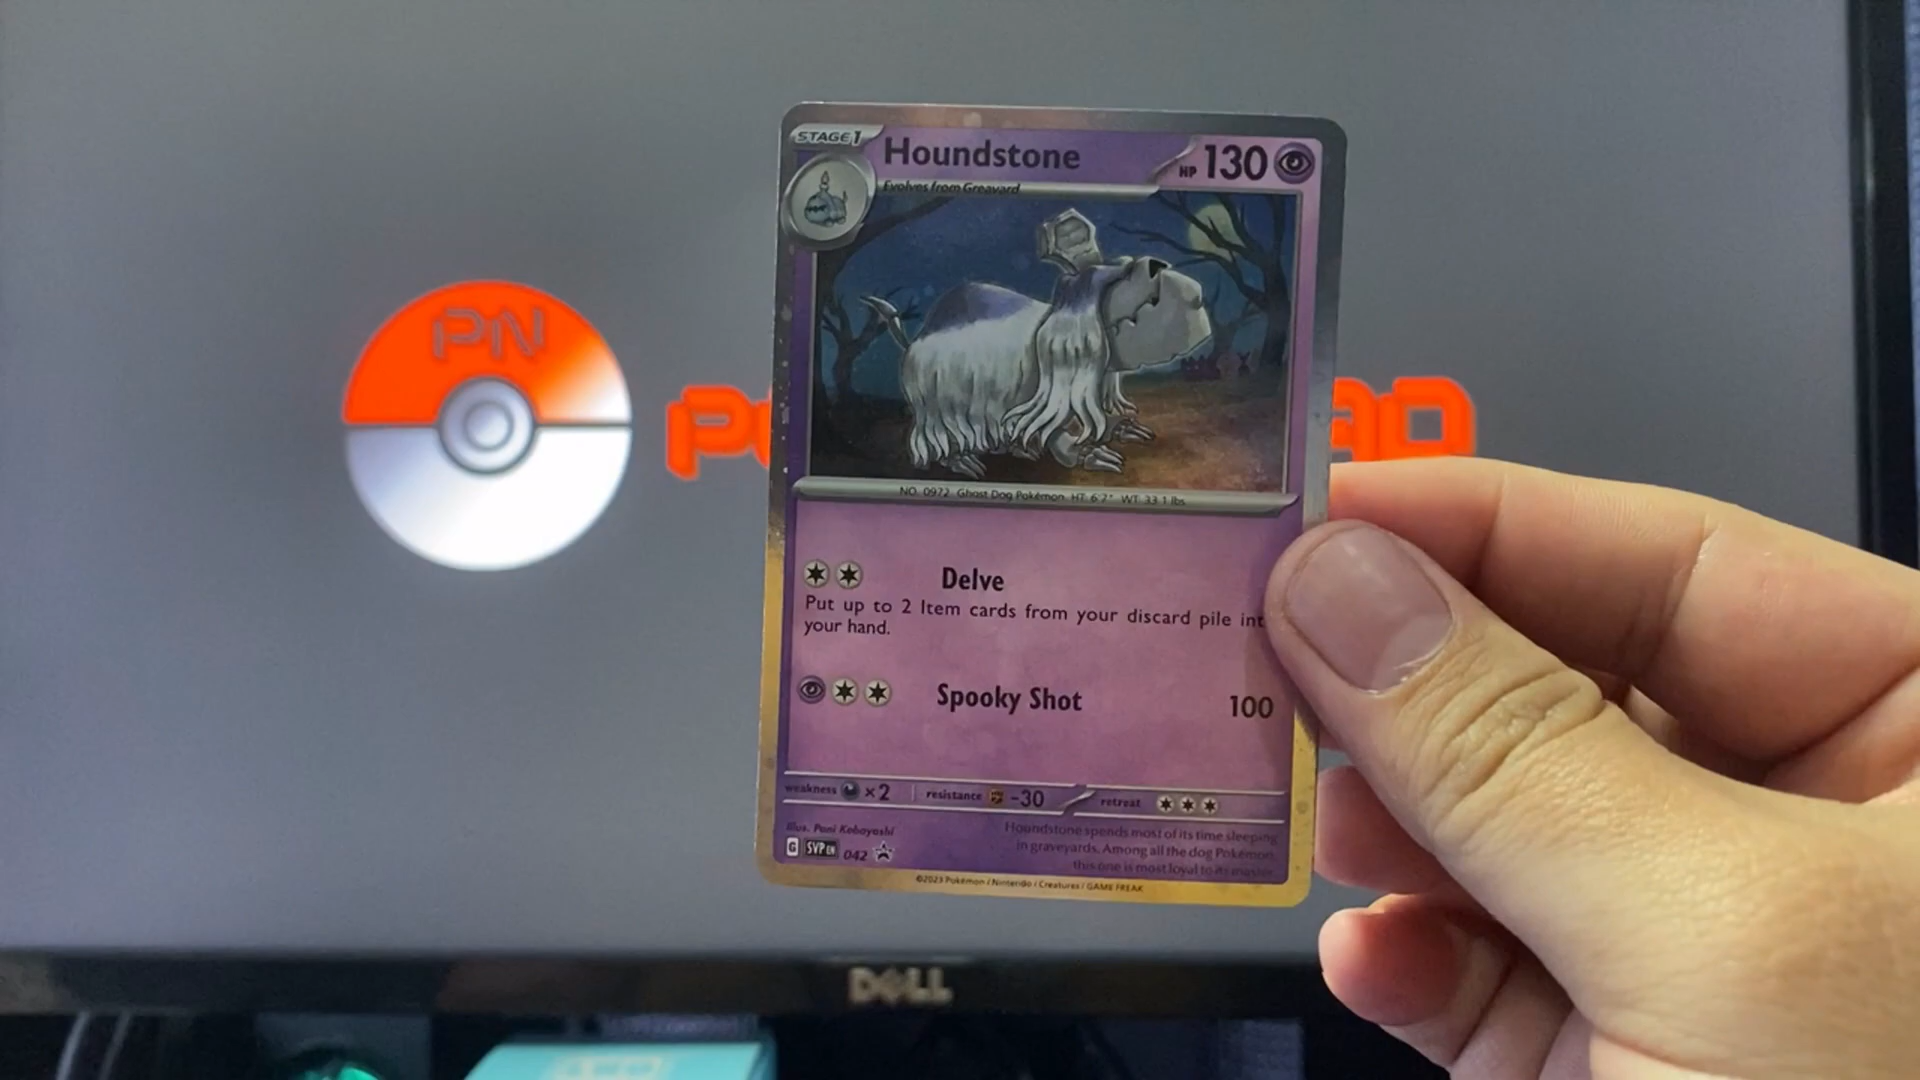 STAGE 1
Houndstone
HP 130
Evolves from Greavard
PN
NO. 0972 Ghost Dog Pokémon HT: 6'7" WT: 33.1 lbs
Delve
Put up to 2 Item cards from your discard pile int
your hand.
Spooky Shot 100
weakness ×2 resistance -30 retreat
Illus. Pani Kobayashi
G SVP EN 042
Houndstone spends most of its time sleeping
in graveyards. Among all the dog Pokémon,
this one is most loyal to its master.
©2023 Pokémon / Nintendo / Creatures / GAME FREAK
DELL